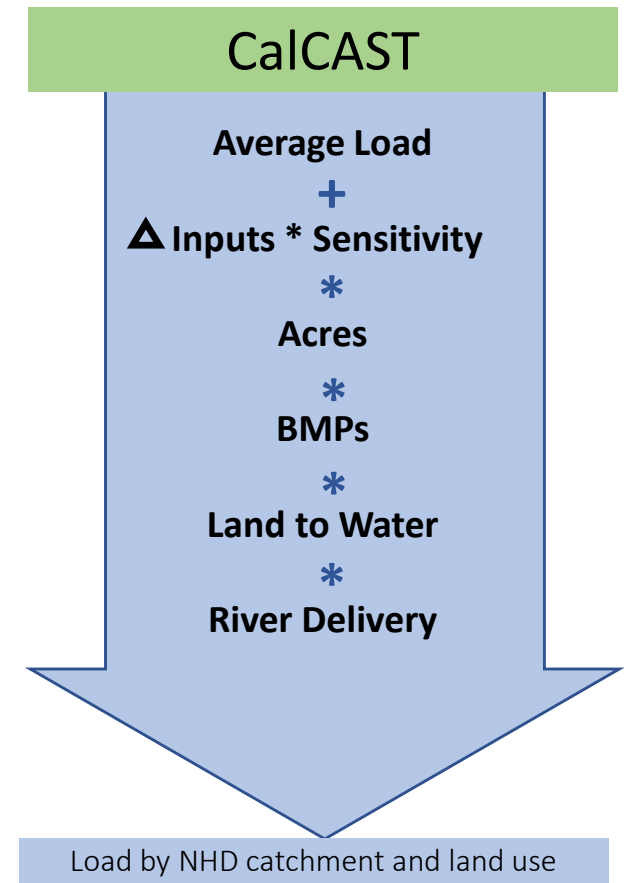 CalCAST
Average Load
+
Δ Inputs * Sensitivity
*
Acres
*
BMPs
*
Land to Water
*
River Delivery
Load by NHD catchment and land use